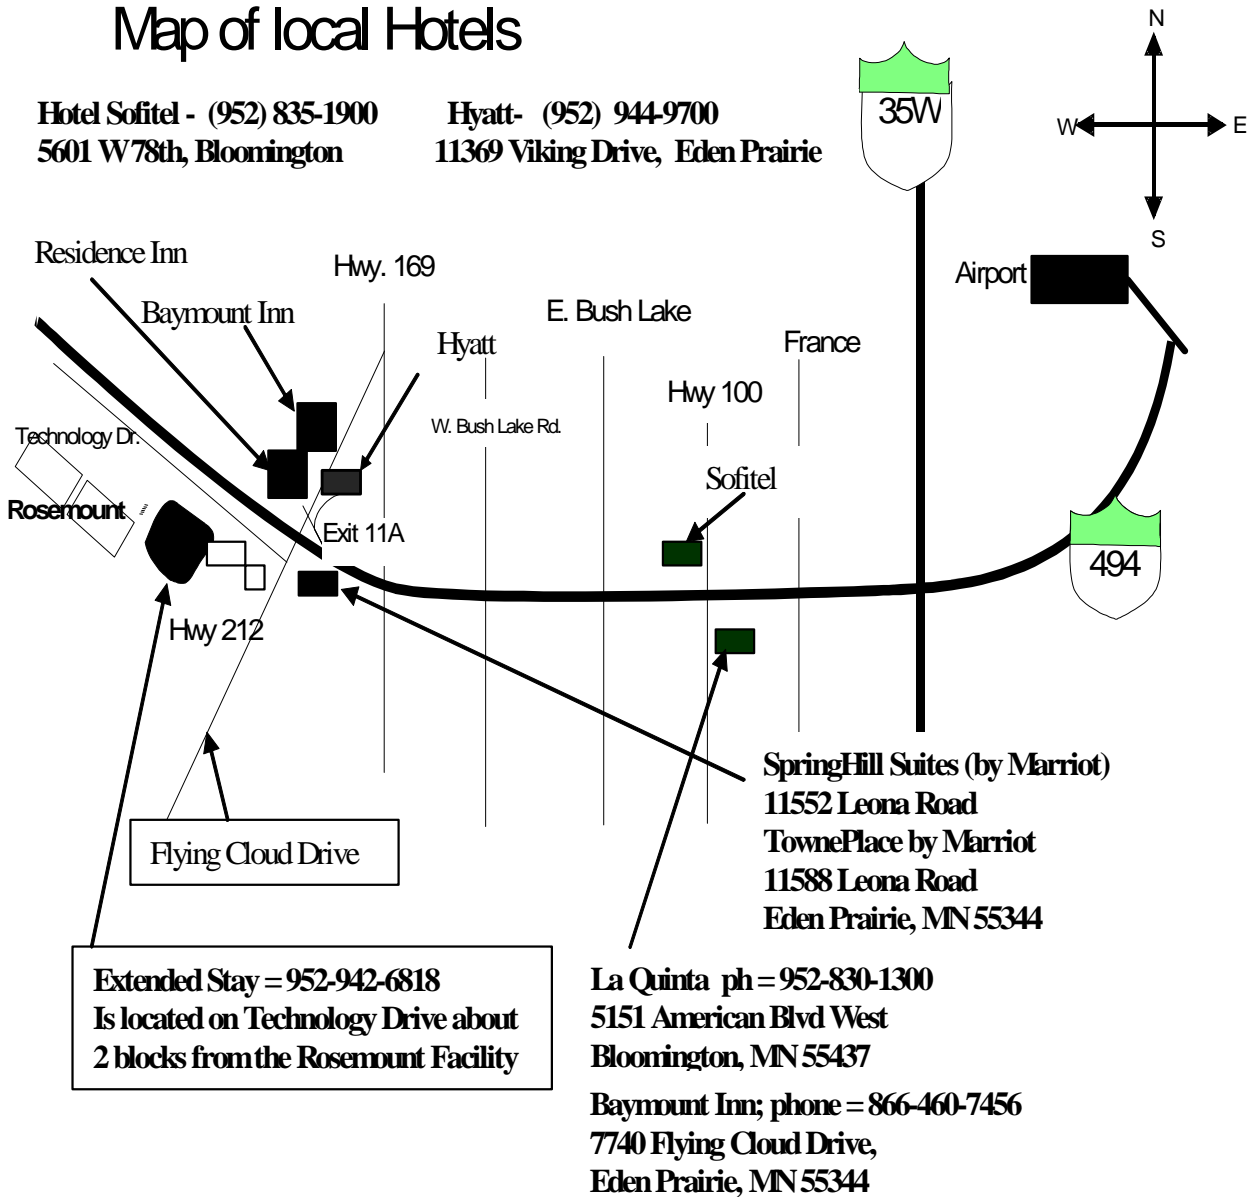 Map of local Hotels
N
35W
Hotel Sofitel - (952) 835-1900
5601 W 78th, Bloomington
Hyatt- (952) 944-9700
11369 Viking Drive, Eden Prairie
W
E
S
Residence Inn
Hwy. 169
Airport
Baymount Inn
E. Bush Lake
Hyatt
France
Hwy 100
Technology Dr.
W. Bush Lake Rd.
Sofitel
Rosemount
Exit 11A
494
Hwy 212
SpringHill Suites (by Marriot)
11552 Leona Road
TownePlace by Marriot
11588 Leona Road
Eden Prairie, MN 55344
Flying Cloud Drive
Extended Stay = 952-942-6818
Is located on Technology Drive about
2 blocks from the Rosemount Facility
La Quinta ph = 952-830-1300
5151 American Blvd West
Bloomington, MN 55437
Baymount Inn; phone = 866-460-7456
7740 Flying Cloud Drive,
Eden Prairie, MN 55344